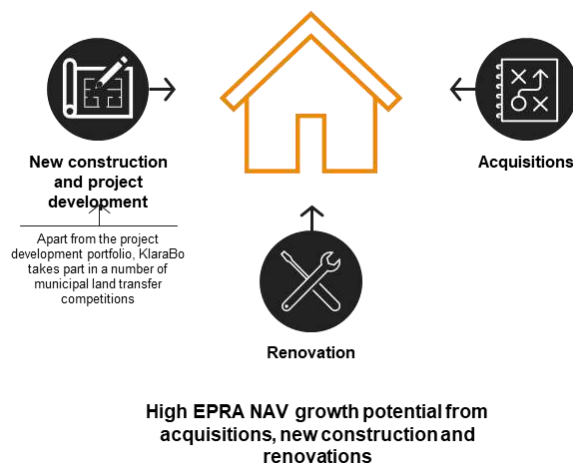 New construction
and project
development
Apart from the project
development portfolio, KlaraBo
takes part in a number of
municipal land transfer
competitions
Acquisitions
Renovation
High EPRA NAV growth potential from
acquisitions, new construction and
renovations